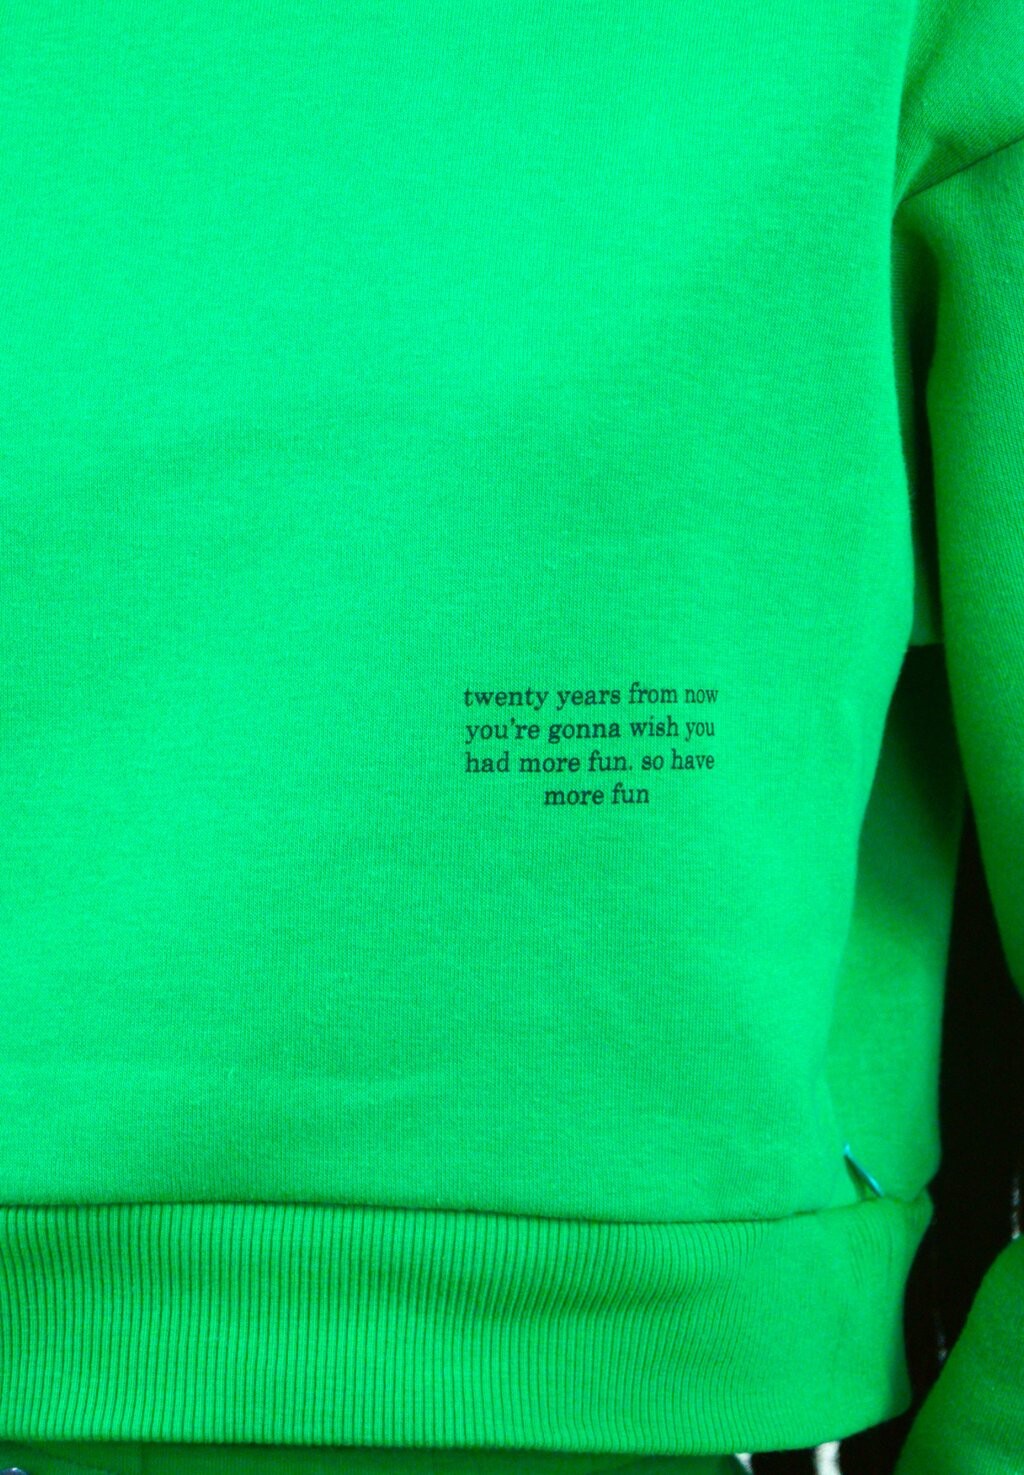 twenty years from now
you're gonna wish you
had more fun. so have
more fun